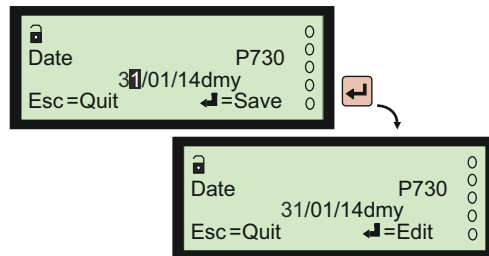 Date P730
31/01/14dmy
Esc=Quit ↵=Save
Date P730
31/01/14dmy
Esc=Quit ↵=Edit